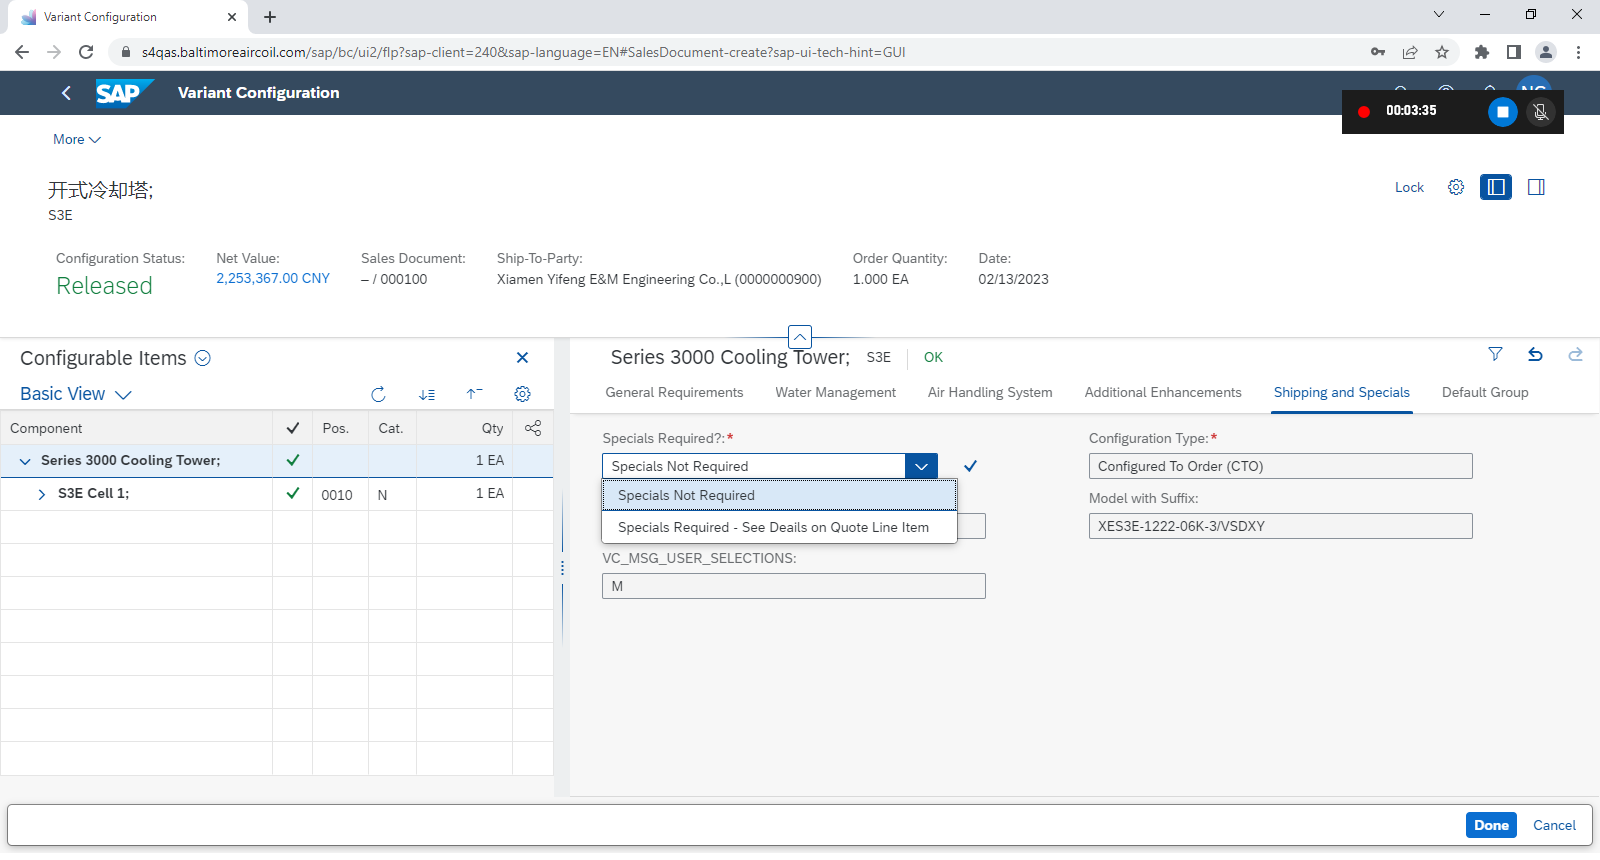 Variant Configuration
s4qas.baltimoreaircoil.com/sap/bc/ui2/flp?sap-client=240&sap-language=EN#SalesDocument-create?sap-ui-tech-hint=GUI
SAP Variant Configuration
00:03:35
More
开式冷却塔;
S3E
Lock
Configuration Status: Net Value: Sales Document: Ship-To-Party: Order Quantity: Date:
Released 2,253,367.00 CNY – / 000100 Xiamen Yifeng E&M Engineering Co.,L (0000000900) 1.000 EA 02/13/2023
Configurable Items
Basic View
Component Pos. Cat. Qty
Series 3000 Cooling Tower; 1 EA
S3E Cell 1; 0010 N 1 EA
Series 3000 Cooling Tower; S3E OK
General Requirements Water Management Air Handling System Additional Enhancements Shipping and Specials Default Group
Specials Required?:*
Specials Not Required
Specials Not Required
Specials Required - See Deails on Quote Line Item
VC_MSG_USER_SELECTIONS:
M
Configuration Type:*
Configured To Order (CTO)
Model with Suffix:
XES3E-1222-06K-3/VSDXY
Done Cancel